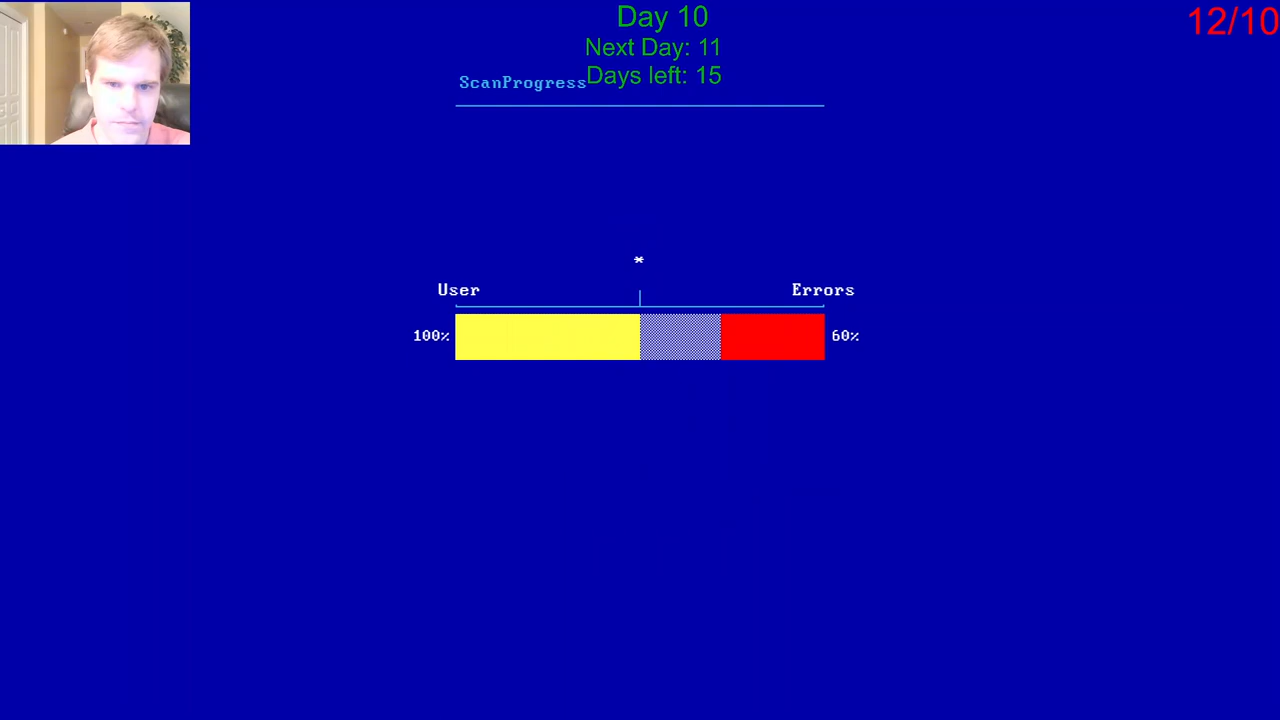 Day 10
12/10
Next Day: 11
Days left: 15
ScanProgress
*
User Errors
100% 60%